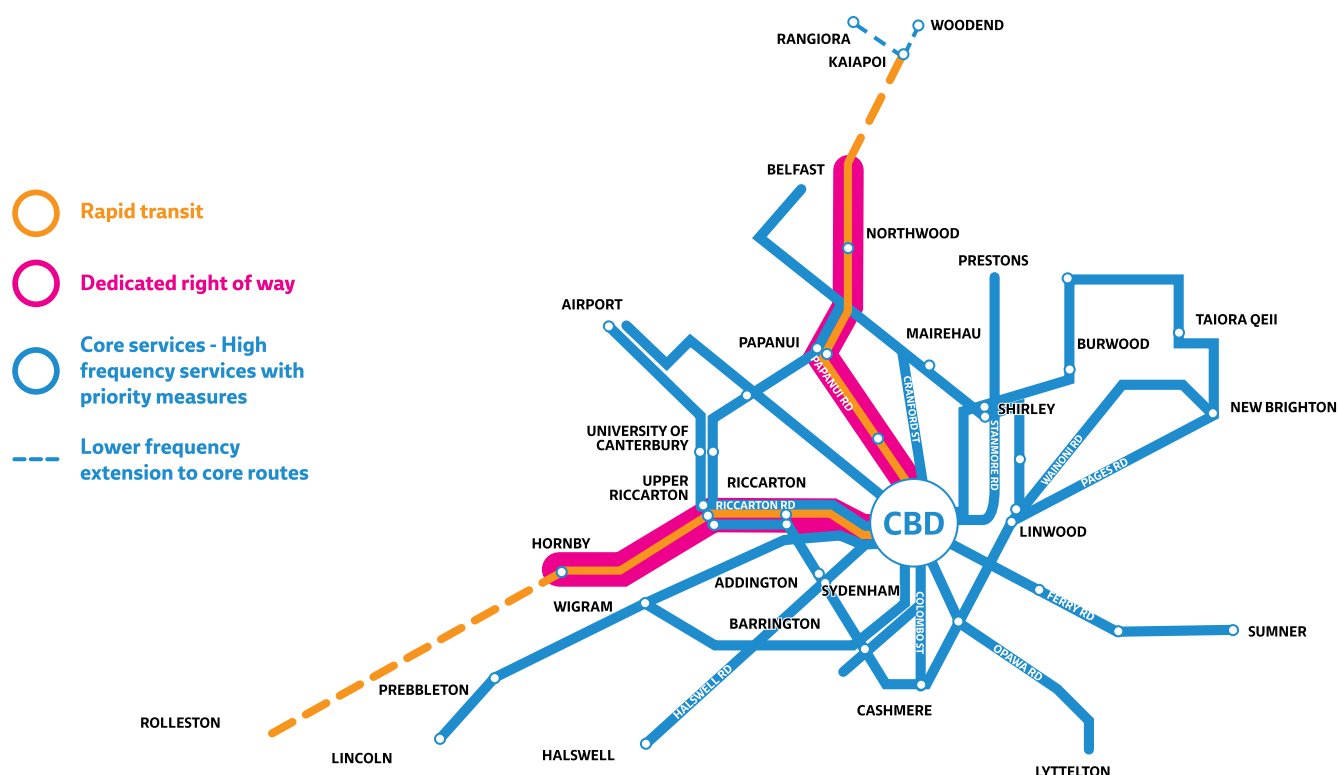 RANGIORA
WOODEND
KAIAPOI
BELFAST
Rapid transit
NORTHWOOD
PRESTONS
Dedicated right of way
AIRPORT
TAIORA QEII
MAIREHAU
PAPANUI
BURWOOD
Core services - High
frequency services with
priority measures
PAPANUI RD
CRANFORD ST
SHIRLEY
NEW BRIGHTON
UNIVERSITY OF
CANTERBURY
STANMORE RD
WAINONI RD
PAGES RD
Lower frequency
extension to core routes
UPPER
RICCARTON
RICCARTON
RICCARTON RD
CBD
LINWOOD
HORNBY
ADDINGTON
SYDENHAM
WIGRAM
BARRINGTON
COLOMBO ST
FERRY RD
SUMNER
OPAWA RD
PREBBLETON
HALSWELL RD
CASHMERE
ROLLESTON
LINCOLN
HALSWELL
LYTTELTON